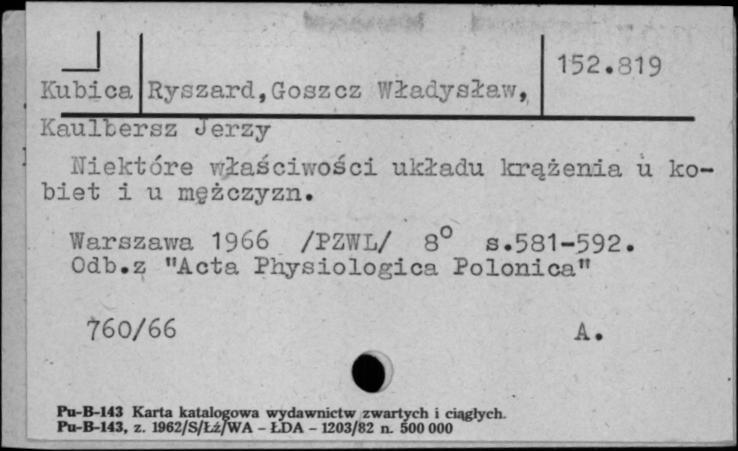 152.819
Kubica Ryszard, Goszcz Władysław,
Kaulbersz Jerzy
Niektóre właściwości układu krążenia u ko-
biet i u mężczyzn.
Warszawa 1966 /PZWL/ 8° s.581-592.
Odb.z "Acta Physiologica Polonica"
760/66 A.
Pu-B-143 Karta katalogowa wydawnictw zwartych i ciągłych.
Pu-B-143, z. 1962/S/Łź/WA - ŁDA - 1203/82 n. 500 000